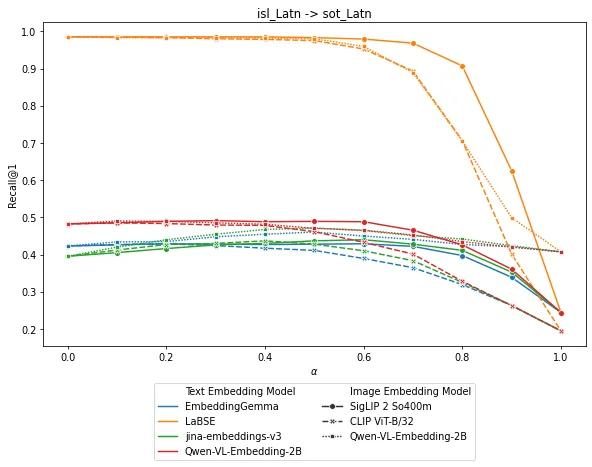 isl_Latn -> sot_Latn
Recall@1
1.0
0.9
0.8
0.7
0.6
0.5
0.4
0.3
0.2
0.0 0.2 0.4 0.6 0.8 1.0
α
Text Embedding Model Image Embedding Model
EmbeddingGemma SigLIP 2 So400m
LaBSE CLIP ViT-B/32
jina-embeddings-v3 Qwen-VL-Embedding-2B
Qwen-VL-Embedding-2B